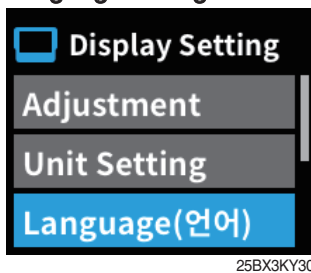 Display Setting
Adjustment
Unit Setting
Language(언어)
25BX3KY30